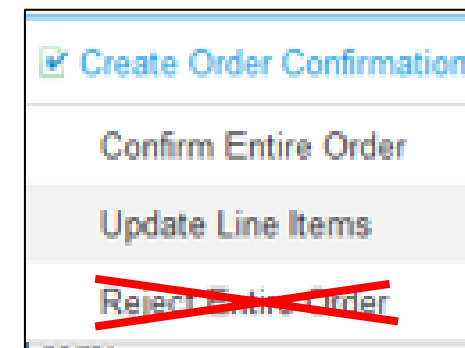 Create Order Confirmation
Confirm Entire Order
Update Line Items
Reject Entire Order